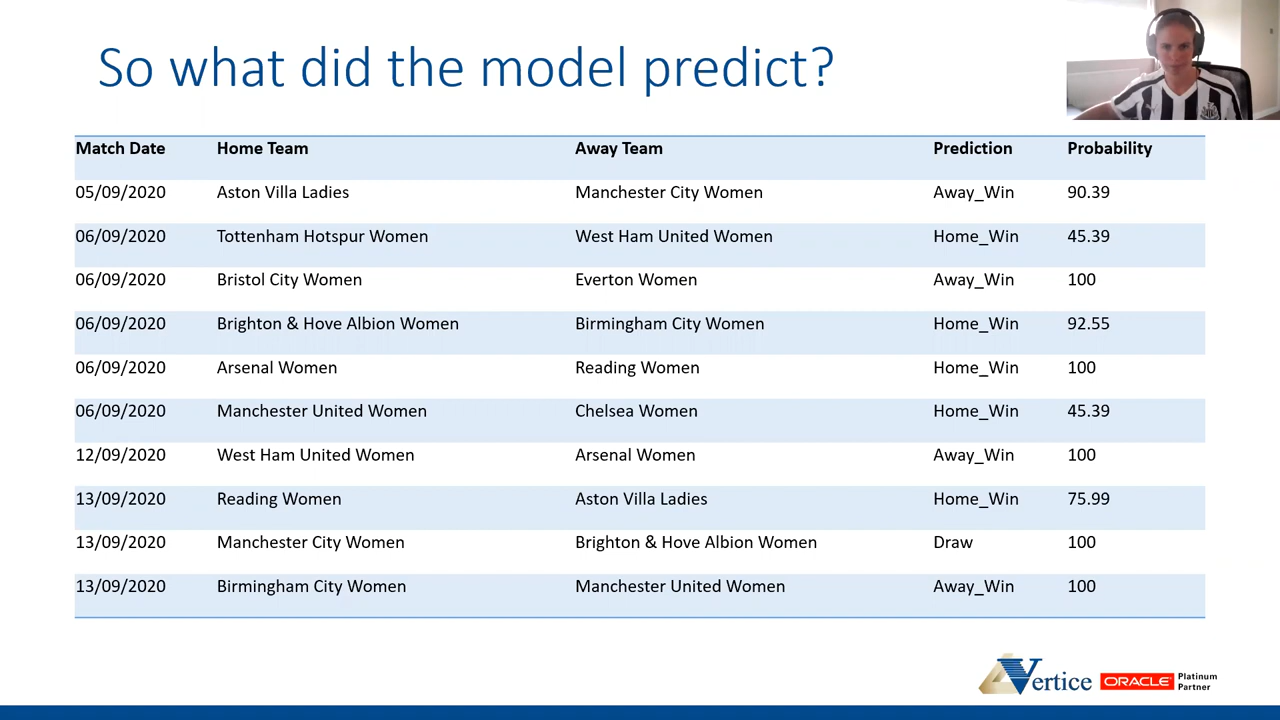 So what did the model predict?
Match Date Home Team Away Team Prediction Probability
05/09/2020 Aston Villa Ladies Manchester City Women Away_Win 90.39
06/09/2020 Tottenham Hotspur Women West Ham United Women Home_Win 45.39
06/09/2020 Bristol City Women Everton Women Away_Win 100
06/09/2020 Brighton & Hove Albion Women Birmingham City Women Home_Win 92.55
06/09/2020 Arsenal Women Reading Women Home_Win 100
06/09/2020 Manchester United Women Chelsea Women Home_Win 45.39
12/09/2020 West Ham United Women Arsenal Women Away_Win 100
13/09/2020 Reading Women Aston Villa Ladies Home_Win 75.99
13/09/2020 Manchester City Women Brighton & Hove Albion Women Draw 100
13/09/2020 Birmingham City Women Manchester United Women Away_Win 100
Vertice ORACLE Platinum
Partner